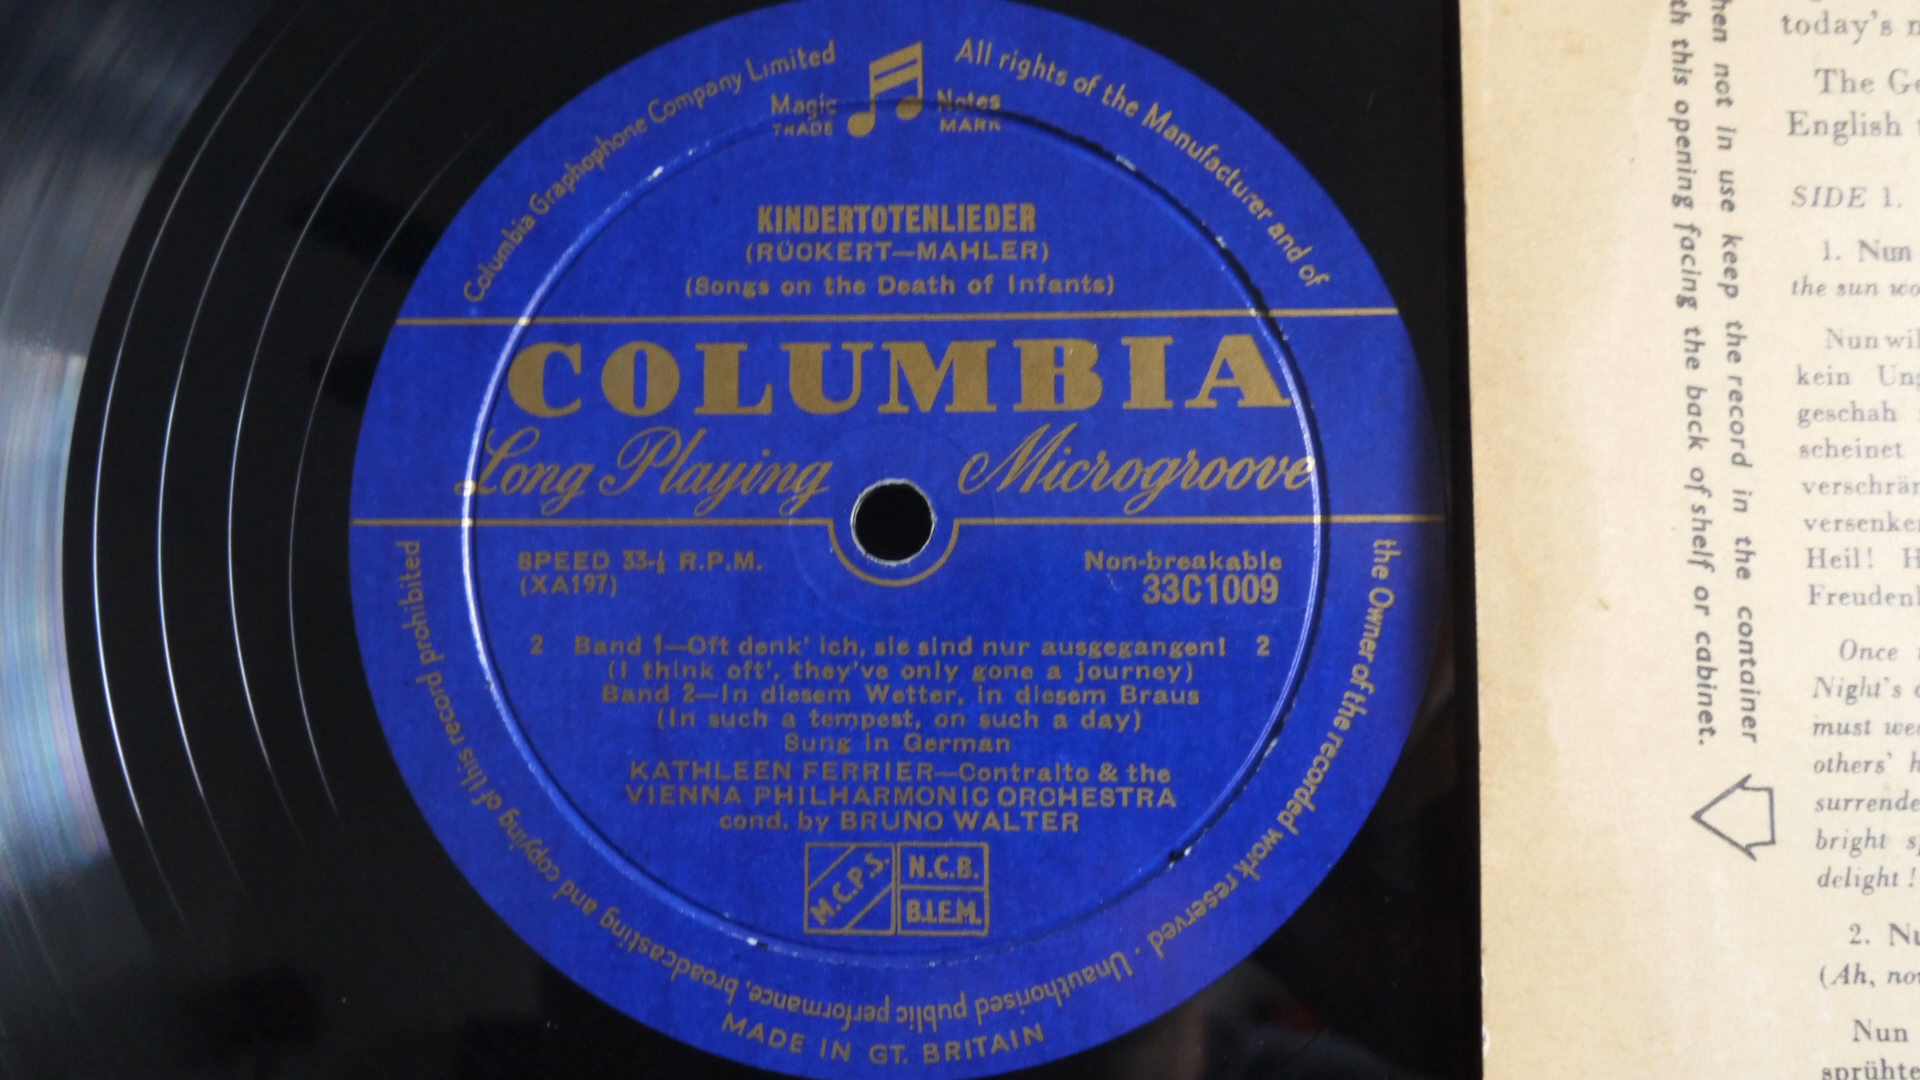 Columbia Graphophone Company Limited
All rights of the Manufacturer and of the Owner of the recorded work reserved · Unauthorised public performance, broadcasting and copying of this record prohibited
Magic Notes
TRADE MARK
KINDERTOTENLIEDER
(RÜCKERT—MAHLER)
(Songs on the Death of Infants)
COLUMBIA
Long Playing Microgroove
SPEED 33⅓ R.P.M. Non-breakable
(XA197) 33C1009
2 Band 1—Oft denk' ich, sie sind nur ausgegangen! 2
(I think oft', they've only gone a journey)
Band 2—In diesem Wetter, in diesem Braus
(In such a tempest, on such a day)
Sung in German
KATHLEEN FERRIER—Contralto & the
VIENNA PHILHARMONIC ORCHESTRA
cond. by BRUNO WALTER
M.C.P.S.
N.C.B.
B.I.E.M.
MADE IN GT. BRITAIN
hen not in use keep the record in the container
th this opening facing the back of shelf or cabinet.
today's
The
English
SIDE 1.
1. Nun
the sun
Nun
kein
geschah
scheinet
Heil!
Once
Night's
must
others'
bright
delight!
2.
(Ah,
Nun